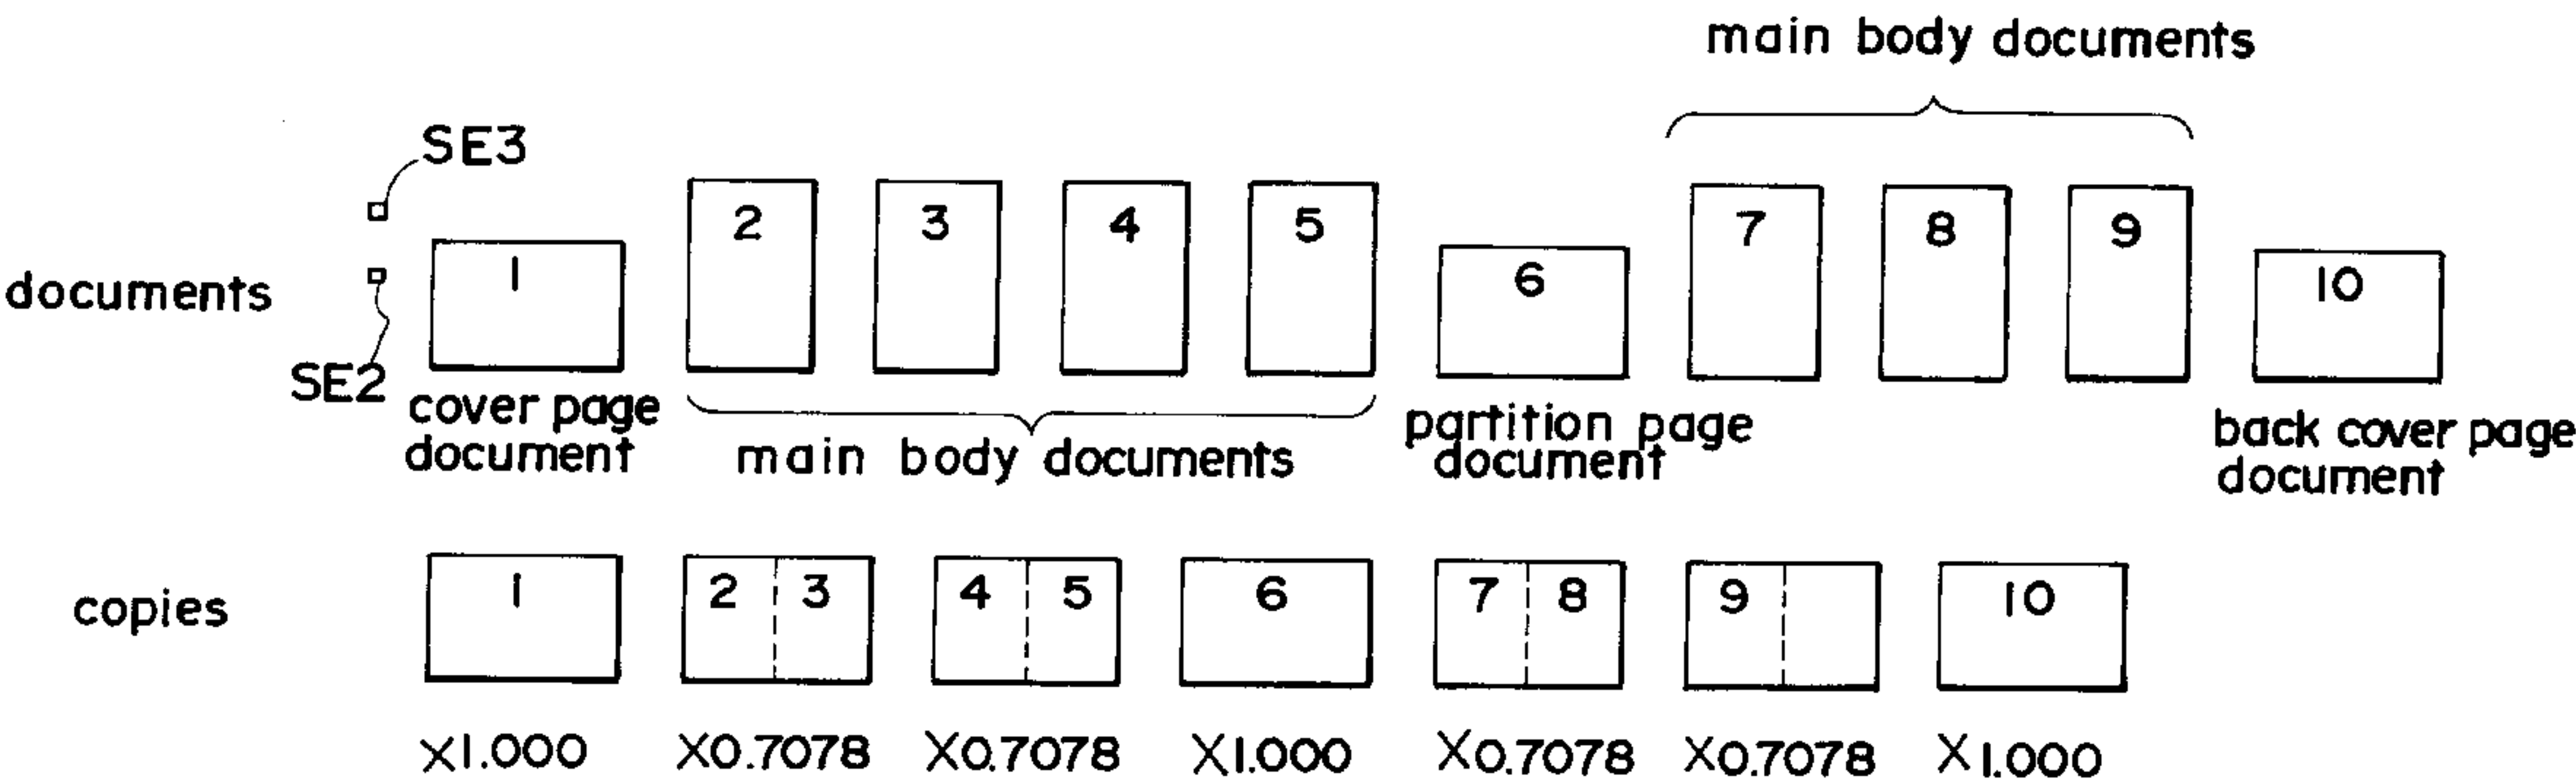 main body documents
SE3
2 3 4 5 7 8 9
1 6 10
documents
SE2
cover page
document
main body documents
partition page
document
back cover page
document
copies
1 2 3 4 5 6 7 8 9 10
X1.000 X0.7078 X0.7078 X1.000 X0.7078 X0.7078 X1.000